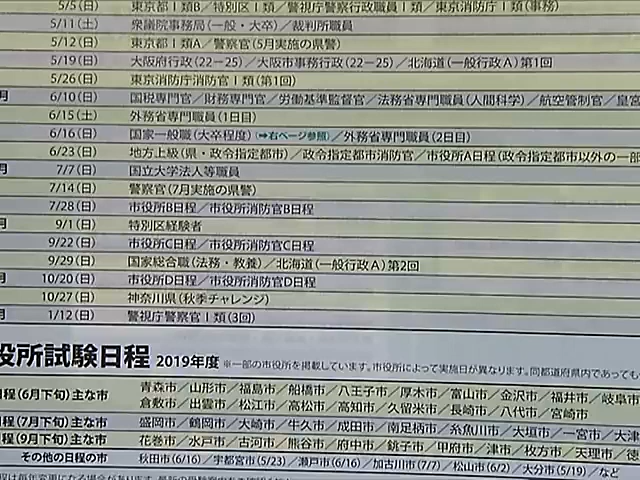 5/5(日) 東京都Ⅰ類B／特別区Ⅰ類／警視庁警察行政職員Ⅰ類／東京消防庁Ⅰ類(事務)
5/11(土) 衆議院事務局(一般・大卒)／裁判所職員
5/12(日) 東京都Ⅰ類A／警察官(5月実施の県警)
5/19(日) 大阪府行政(22−25)／大阪市事務行政(22−25)／北海道(一般行政A)第1回
5/26(日) 東京消防庁消防官Ⅰ類(第1回)
月 6/10(日) 国税専門官／財務専門官／労働基準監督官／法務省専門職員(人間科学)／航空管制官／皇宮
6/15(土) 外務省専門職員(1日目)
6/16(日) 国家一般職(大卒程度)(➡右ページ参照)／外務省専門職員(2日目)
6/23(日) 地方上級(県・政令指定都市)／政令指定都市消防官／市役所A日程(政令指定都市以外の一部
月 7/7(日) 国立大学法人等職員
7/14(日) 警察官(7月実施の県警)
7/28(日) 市役所B日程／市役所消防官B日程
月 9/1(日) 特別区経験者
9/22(日) 市役所C日程／市役所消防官C日程
9/29(日) 国家総合職(法務・教養)／北海道(一般行政A)第2回
月 10/20(日) 市役所D日程／市役所消防官D日程
10/27(日) 神奈川県(秋季チャレンジ)
月 1/12(日) 警視庁警察官Ⅰ類(3回)
役所試験日程 2019年度 ※一部の市役所を掲載しています。市役所によって実施日が異なります。同都道府県内であっても
日程(6月下旬)主な市 青森市／山形市／福島市／船橋市／八王子市／厚木市／富山市／金沢市／福井市／岐阜市
倉敷市／出雲市／松江市／高松市／高知市／久留米市／長崎市／八代市／宮崎市
日程(7月下旬)主な市 盛岡市／鶴岡市／大崎市／牛久市／成田市／南足柄市／糸魚川市／大垣市／一宮市／大津
日程(9月下旬)主な市 花巻市／水戸市／古河市／熊谷市／府中市／銚子市／甲府市／津市／枚方市／天理市／徳
その他の日程の市 秋田市(6/16)／宇都宮市(5/23)／瀬戸市(6/16)／加古川市(7/7)／松山市(6/2)／大分市(5/19)／など